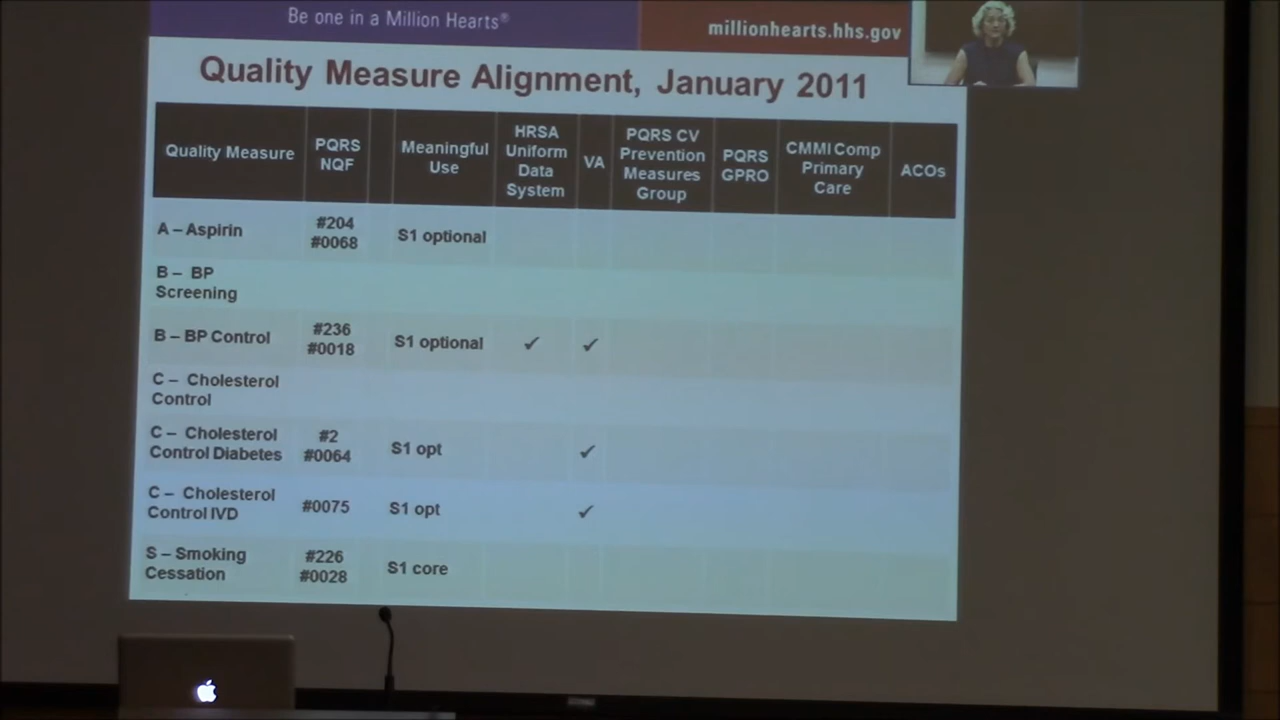 Be one in a Million Hearts®
millionhearts.hhs.gov
Quality Measure Alignment, January 2011
Quality Measure
PQRS
NQF
Meaningful
Use
HRSA
Uniform
Data
System
VA
PQRS CV
Prevention
Measures
Group
PQRS
GPRO
CMMI Comp
Primary
Care
ACOs
A – Aspirin
#204
#0068
S1 optional
B – BP
Screening
B – BP Control
#236
#0018
S1 optional
✓
✓
C – Cholesterol
Control
C – Cholesterol
Control Diabetes
#2
#0064
S1 opt
✓
C – Cholesterol
Control IVD
#0075
S1 opt
✓
S – Smoking
Cessation
#226
#0028
S1 core